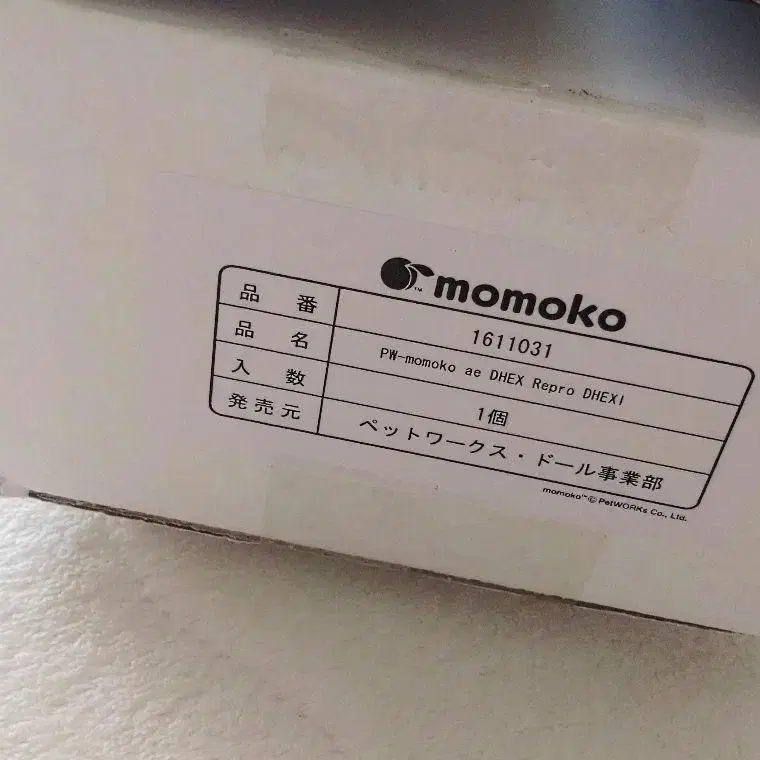 momoko
品番 1611031
品名 PW-momoko ae DHEX Repro DHEX!
入数 1個
発売元 ペットワークス・ドール事業部
momoko™© PetWORKs Co., Ltd.